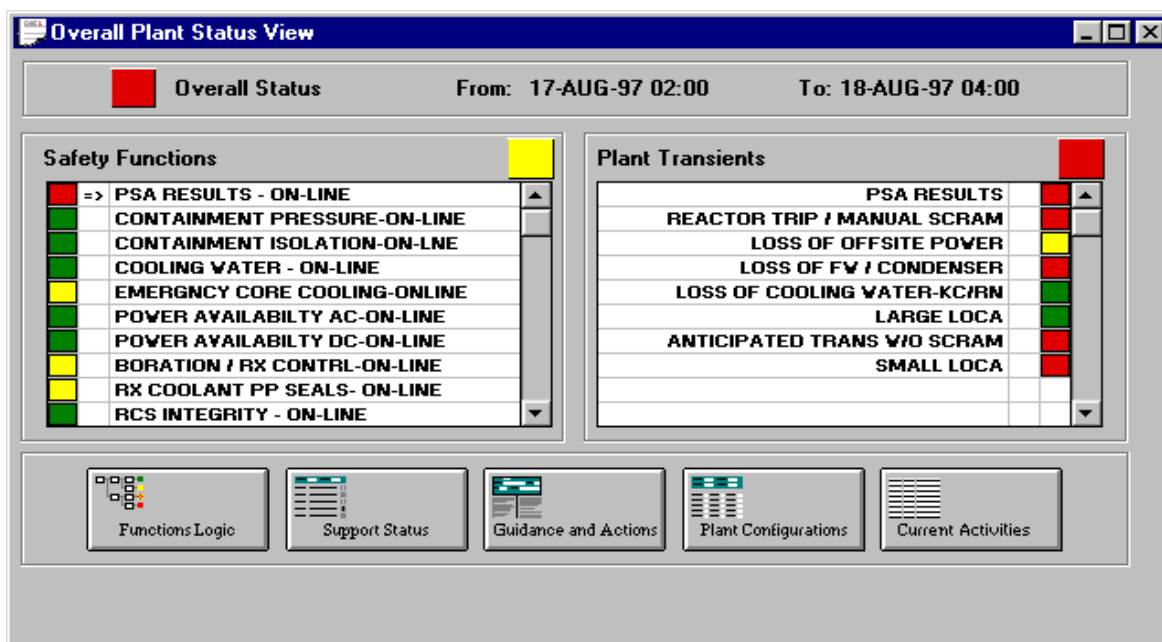 Overall Plant Status View
Overall Status From: 17-AUG-97 02:00 To: 18-AUG-97 04:00
Safety Functions
=> PSA RESULTS - ON-LINE
CONTAINMENT PRESSURE-ON-LINE
CONTAINMENT ISOLATION-ON-LNE
COOLING WATER - ON-LINE
EMERGNCY CORE COOLING-ONLINE
POWER AVAILABILTY AC-ON-LINE
POWER AVAILABILTY DC-ON-LINE
BORATION / RX CONTRL-ON-LINE
RX COOLANT PP SEALS- ON-LINE
RCS INTEGRITY - ON-LINE
Plant Transients
PSA RESULTS
REACTOR TRIP / MANUAL SCRAM
LOSS OF OFFSITE POWER
LOSS OF FW / CONDENSER
LOSS OF COOLING WATER-KC/RN
LARGE LOCA
ANTICIPATED TRANS W/O SCRAM
SMALL LOCA
Functions Logic
Support Status
Guidance and Actions
Plant Configurations
Current Activities